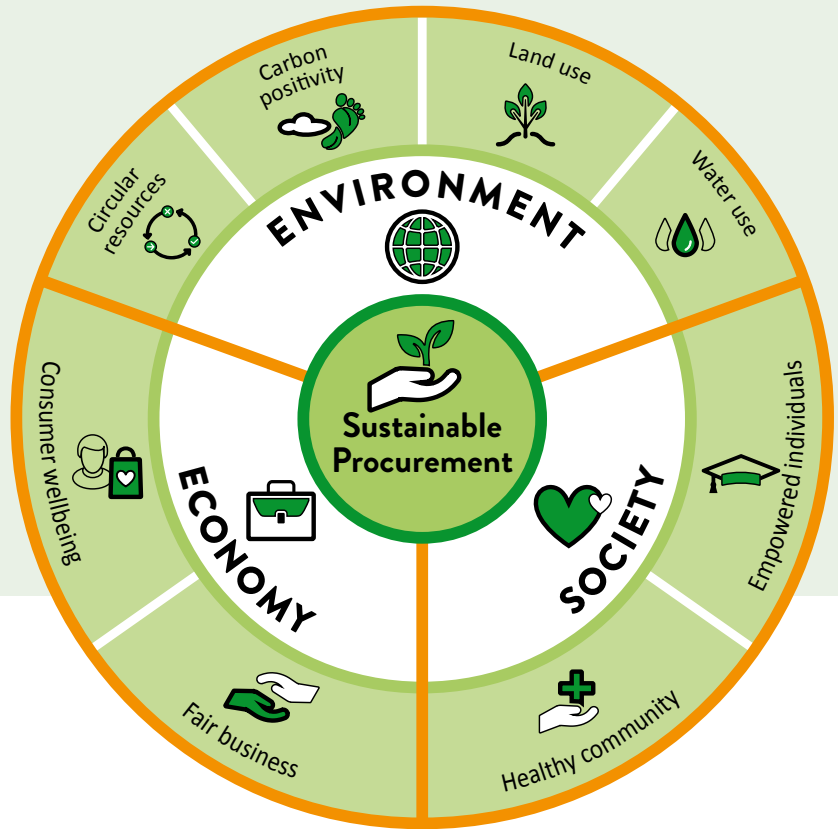 Carbon
positivity
Land use
Water use
Circular
resources
ENVIRONMENT
Sustainable
Procurement
Consumer wellbeing
ECONOMY
Fair business
SOCIETY
Empowered individuals
Healthy community